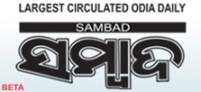 LARGEST CIRCULATED ODIA DAILY
SAMBAD
ସମ୍ବାଦ
BETA